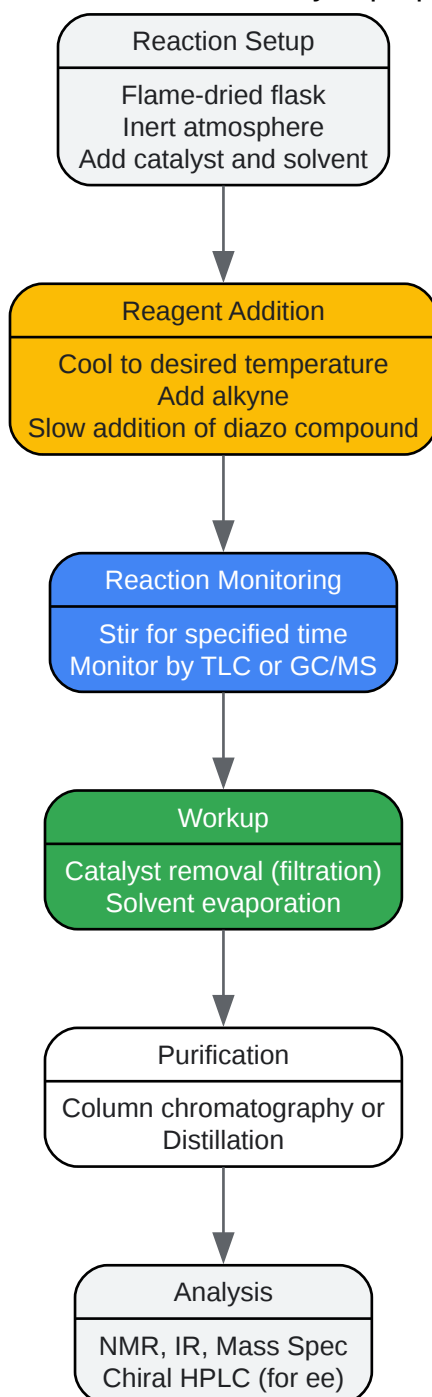 Reaction Setup
Flame-dried flask
Inert atmosphere
Add catalyst and solvent
Reagent Addition
Cool to desired temperature
Add alkyne
Slow addition of diazo compound
Reaction Monitoring
Stir for specified time
Monitor by TLC or GC/MS
Workup
Catalyst removal (filtration)
Solvent evaporation
Purification
Column chromatography or
Distillation
Analysis
NMR, IR, Mass Spec
Chiral HPLC (for ee)